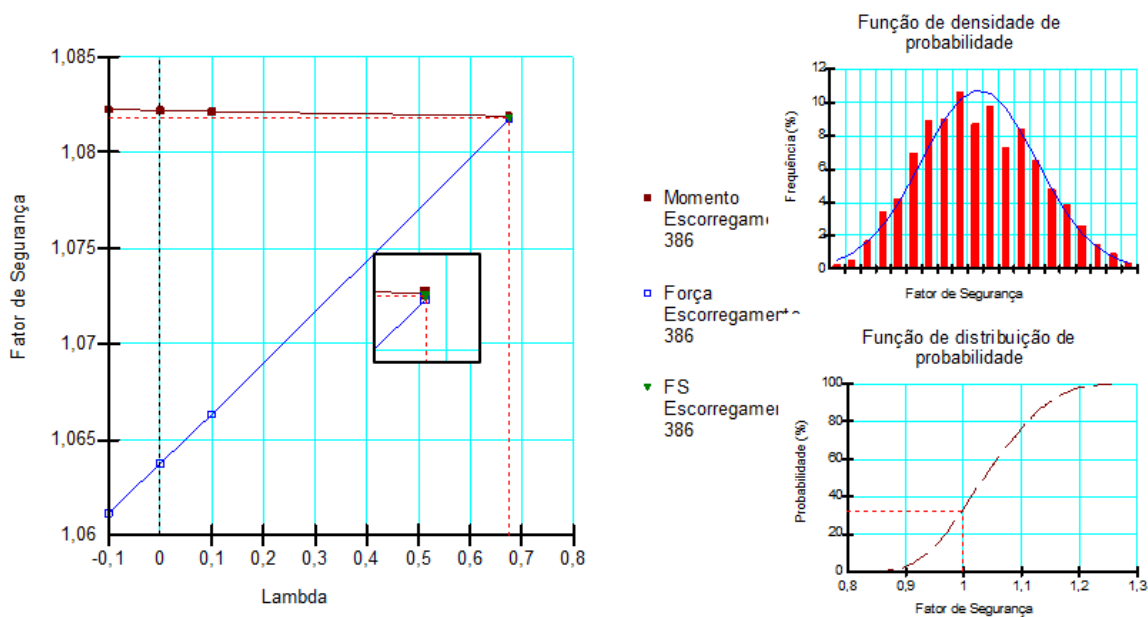 1,085
1,08
1,075
1,07
1,065
1,06
-0,1 0 0,1 0,2 0,3 0,4 0,5 0,6 0,7 0,8
Fator de Segurança
Lambda
Momento
Escorregam
386
Força
Escorregamento
386
FS
Escorregamer
386
Função de densidade de
probabilidade
12
10
8
6
4
2
0
Frequência (%)
Fator de Segurança
Função de distribuição de
probabilidade
100
80
60
40
20
0
0,8 0,9 1 1,1 1,2 1,3
Probabilidade (%)
Fator de Segurança